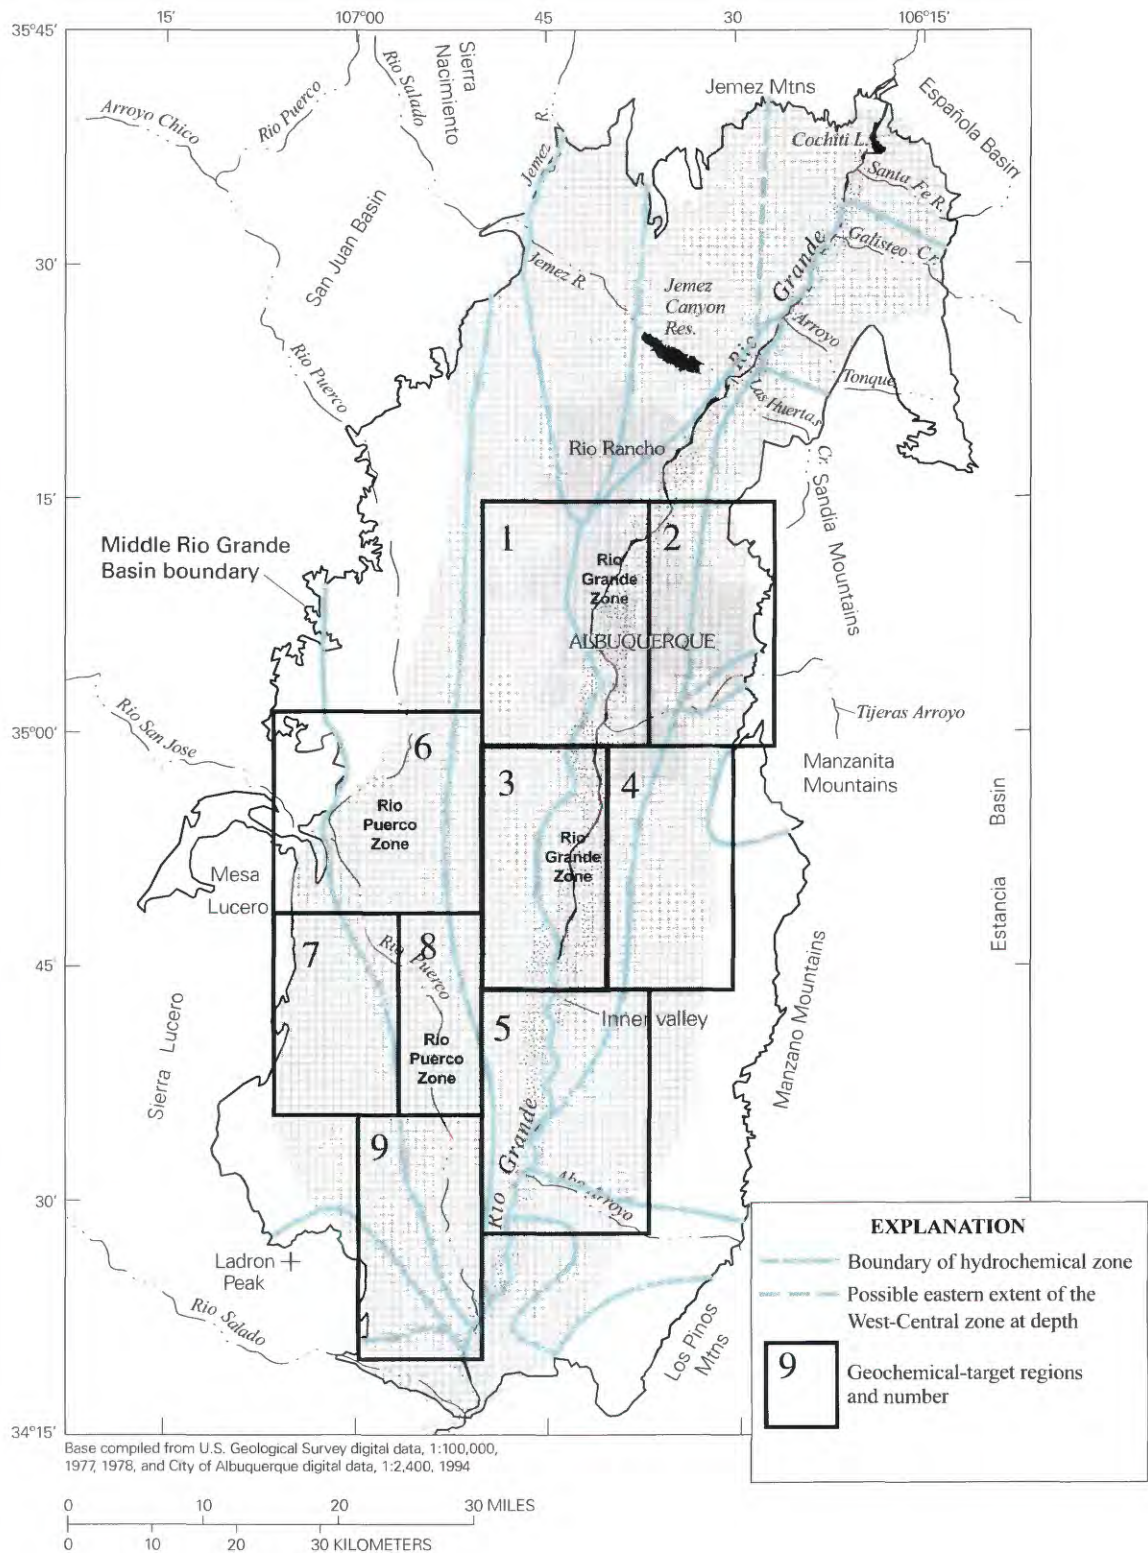 15'
107°00'
45
30
106°15'
35°45'
Sierra
Nacimiento
Rio Salado
Jemez Mtns
Española Basin
Arroyo Chico
Rio Puerco
Jemez R.
Cochiti L.
Santa Fe R.
San Juan Basin
Galisteo Cr.
30'
Jemez R.
Jemez
Canyon
Res.
Rio Grande
Arroyo
Tonque
Rio Puerco
Las Huertas
Cr.
Rio Rancho
15'
Sandia Mountains
Middle Rio Grande
Basin boundary
1
2
Rio
Grande
Zone
ALBUQUERQUE
Rio San Jose
Tijeras Arroyo
35°00'
6
3
4
Manzanita
Mountains
Rio
Puerco
Zone
Rio
Grande
Zone
Estancia Basin
Mesa
Lucero
7
8
Rio Puerco
45'
Manzano Mountains
Inner valley
5
Rio
Puerco
Zone
Sierra Lucero
9
Rio Grande
Abo Arroyo
30'
Ladron
Peak
Rio Salado
Los Pinos
Mtns
34°15'
EXPLANATION
Boundary of hydrochemical zone
Possible eastern extent of the
West-Central zone at depth
9
Geochemical-target regions
and number
Base compiled from U.S. Geological Survey digital data, 1:100,000,
1977, 1978, and City of Albuquerque digital data, 1:2,400, 1994
0 10 20 30 MILES
0 10 20 30 KILOMETERS